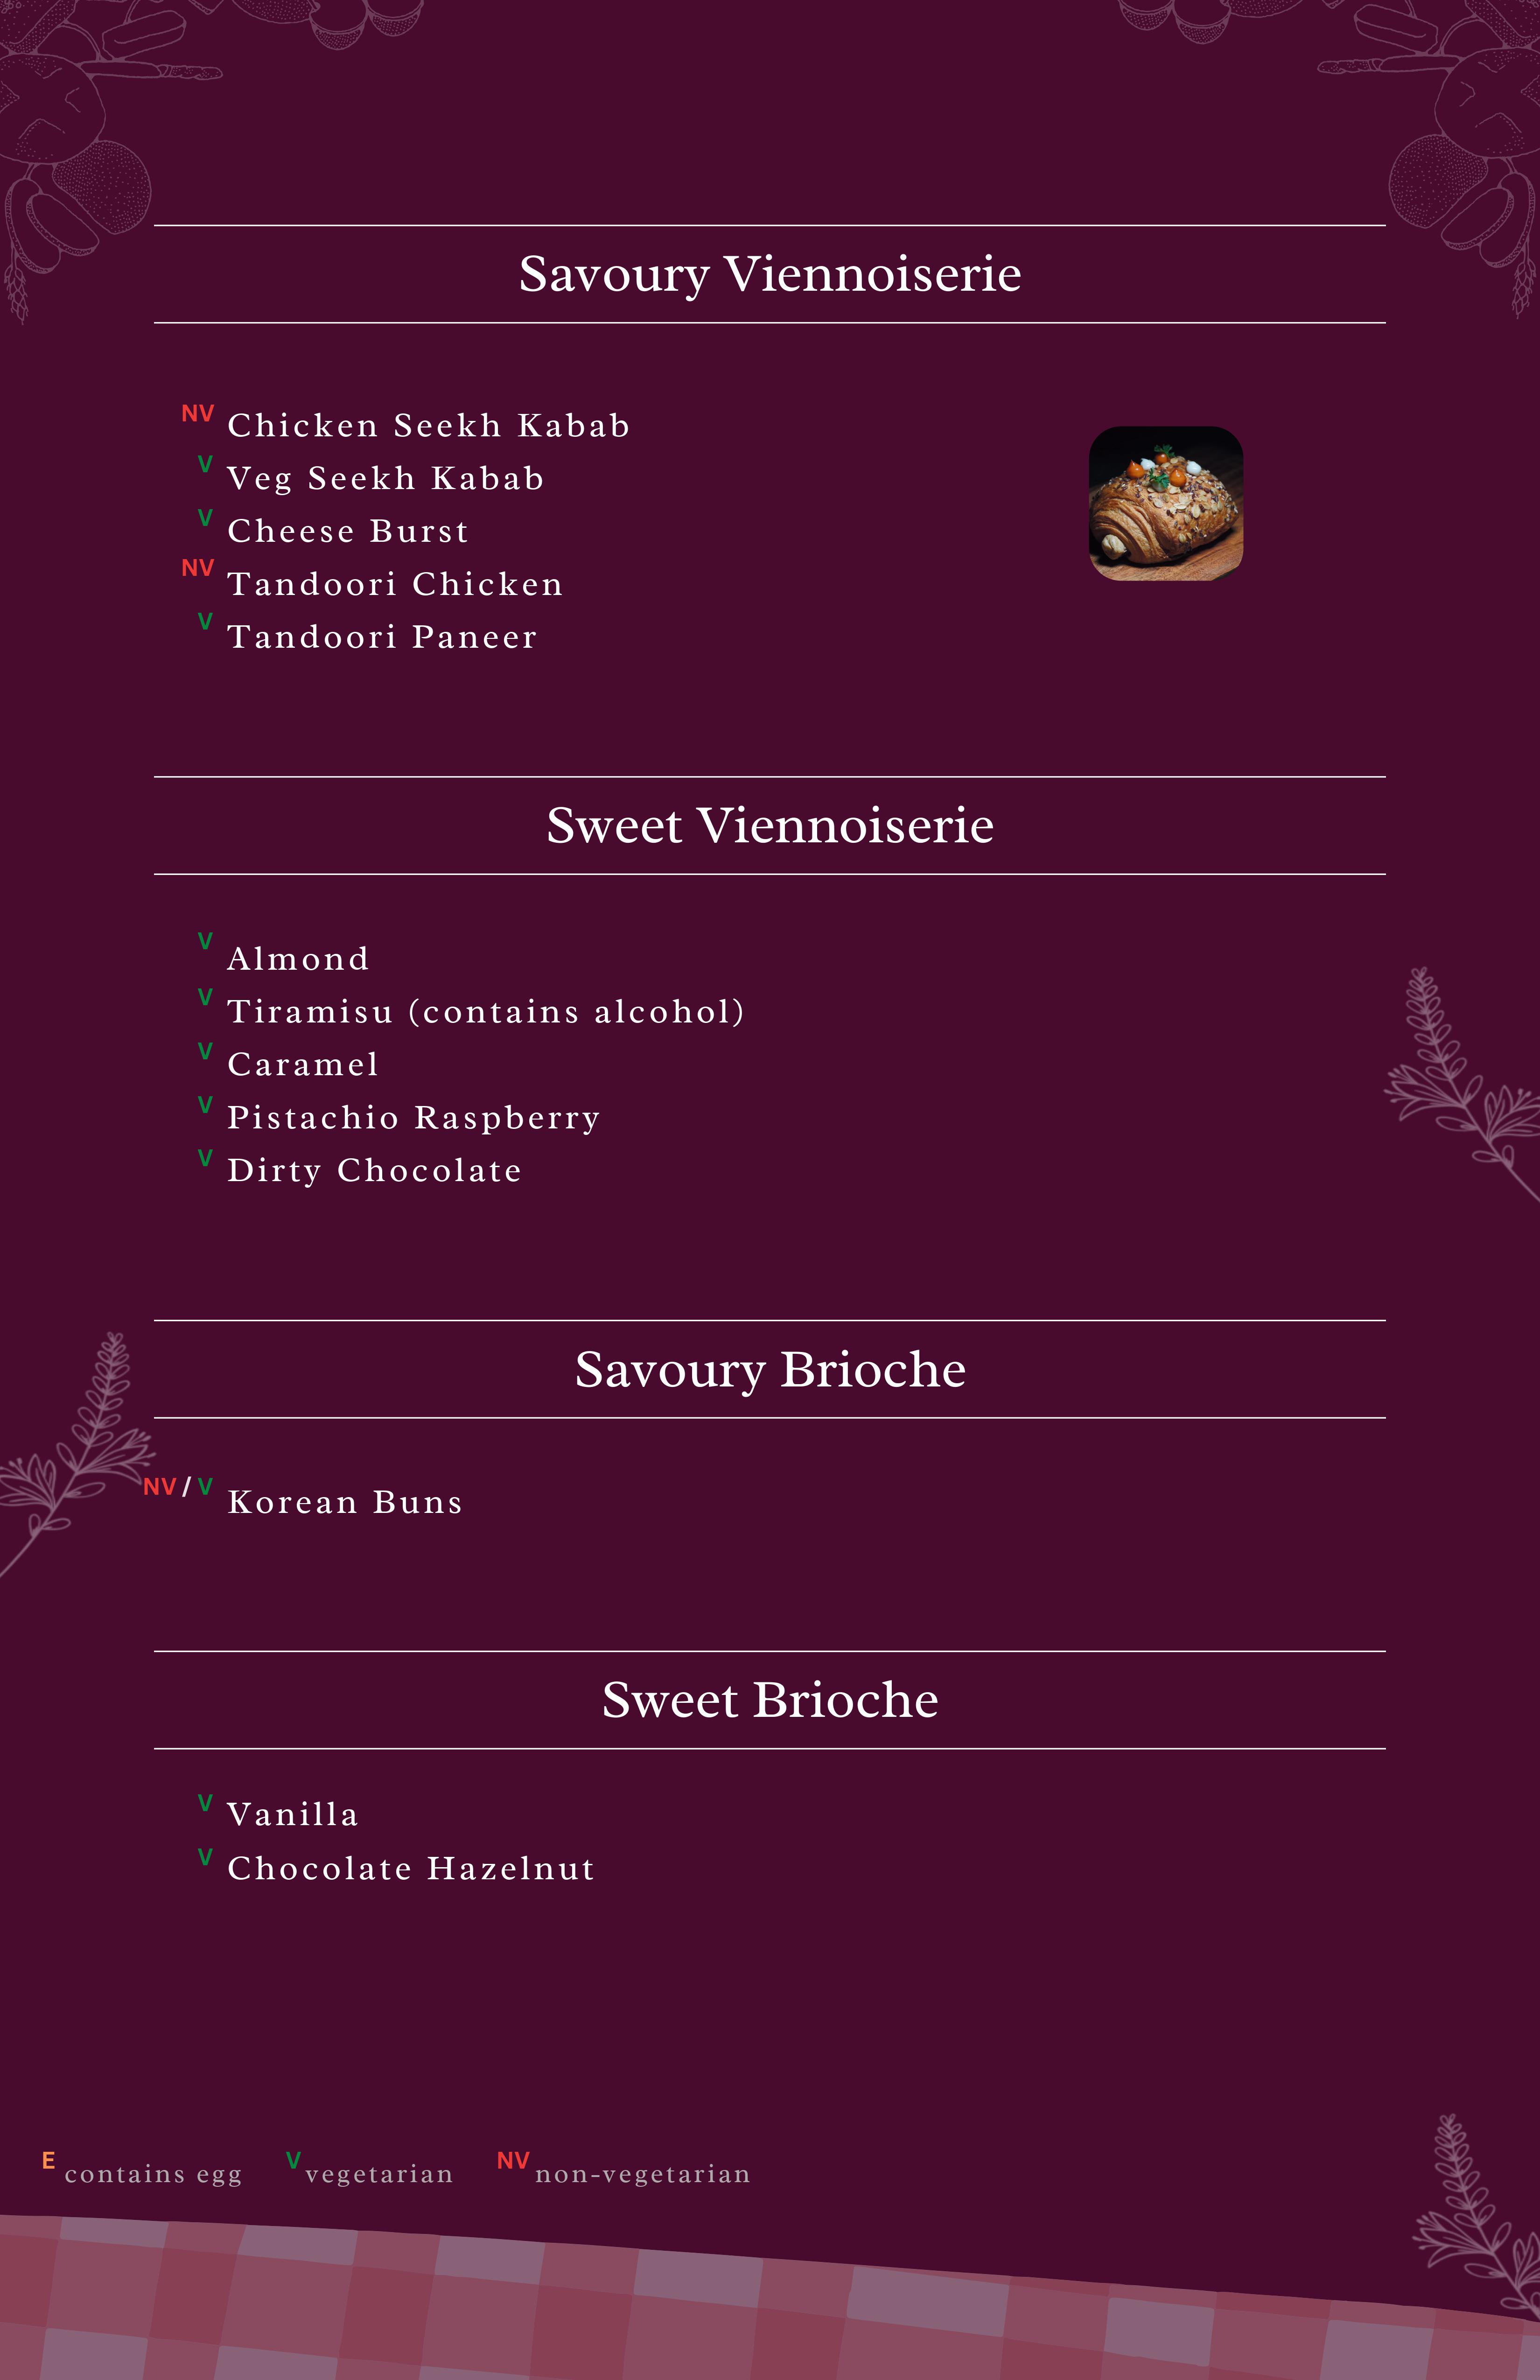 Savoury Viennoiserie
NV Chicken Seekh Kabab
V Veg Seekh Kabab
V Cheese Burst
NV Tandoori Chicken
V Tandoori Paneer
Sweet Viennoiserie
V Almond
V Tiramisu (contains alcohol)
V Caramel
V Pistachio Raspberry
V Dirty Chocolate
Savoury Brioche
NV / V Korean Buns
Sweet Brioche
V Vanilla
V Chocolate Hazelnut
E contains egg V vegetarian NV non-vegetarian